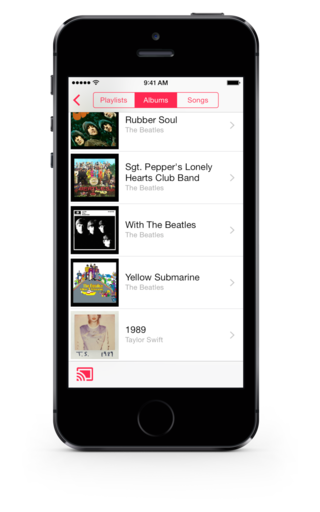 9:41 AM
Playlists Albums Songs
Rubber Soul
The Beatles
Sgt. Pepper's Lonely
Hearts Club Band
The Beatles
With The Beatles
The Beatles
Yellow Submarine
The Beatles
1989
Taylor Swift
T. S. 1989